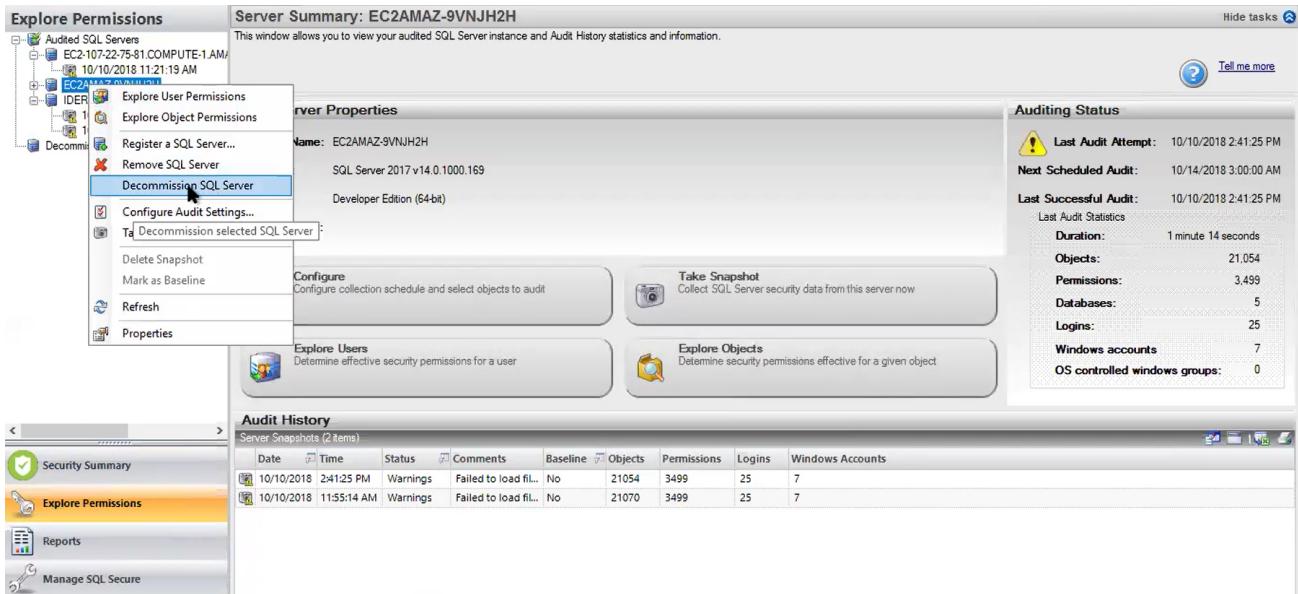 Explore Permissions
Audited SQL Servers
EC2-107-22-75-81.COMPUTE-1.AMA
10/10/2018 11:21:19 AM
EC2AMAZ-9VNJH2H
IDER
1
1
Decommis
Explore User Permissions
Explore Object Permissions
Register a SQL Server...
Remove SQL Server
Decommission SQL Server
Configure Audit Settings...
Ta
Decommission selected SQL Server
Delete Snapshot
Mark as Baseline
Refresh
Properties
Security Summary
Explore Permissions
Reports
Manage SQL Secure
Server Summary: EC2AMAZ-9VNJH2H
Hide tasks
This window allows you to view your audited SQL Server instance and Audit History statistics and information.
Tell me more
rver Properties
Name: EC2AMAZ-9VNJH2H
SQL Server 2017 v14.0.1000.169
Developer Edition (64-bit)
:
Configure
Configure collection schedule and select objects to audit
Take Snapshot
Collect SQL Server security data from this server now
Explore Users
Determine effective security permissions for a user
Explore Objects
Determine security permissions effective for a given object
Auditing Status
Last Audit Attempt: 10/10/2018 2:41:25 PM
Next Scheduled Audit: 10/14/2018 3:00:00 AM
Last Successful Audit: 10/10/2018 2:41:25 PM
Last Audit Statistics
Duration: 1 minute 14 seconds
Objects: 21,054
Permissions: 3,499
Databases: 5
Logins: 25
Windows accounts 7
OS controlled windows groups: 0
Audit History
Server Snapshots (2 items)
Date Time Status Comments Baseline Objects Permissions Logins Windows Accounts
10/10/2018 2:41:25 PM Warnings Failed to load fil... No 21054 3499 25 7
10/10/2018 11:55:14 AM Warnings Failed to load fil... No 21070 3499 25 7